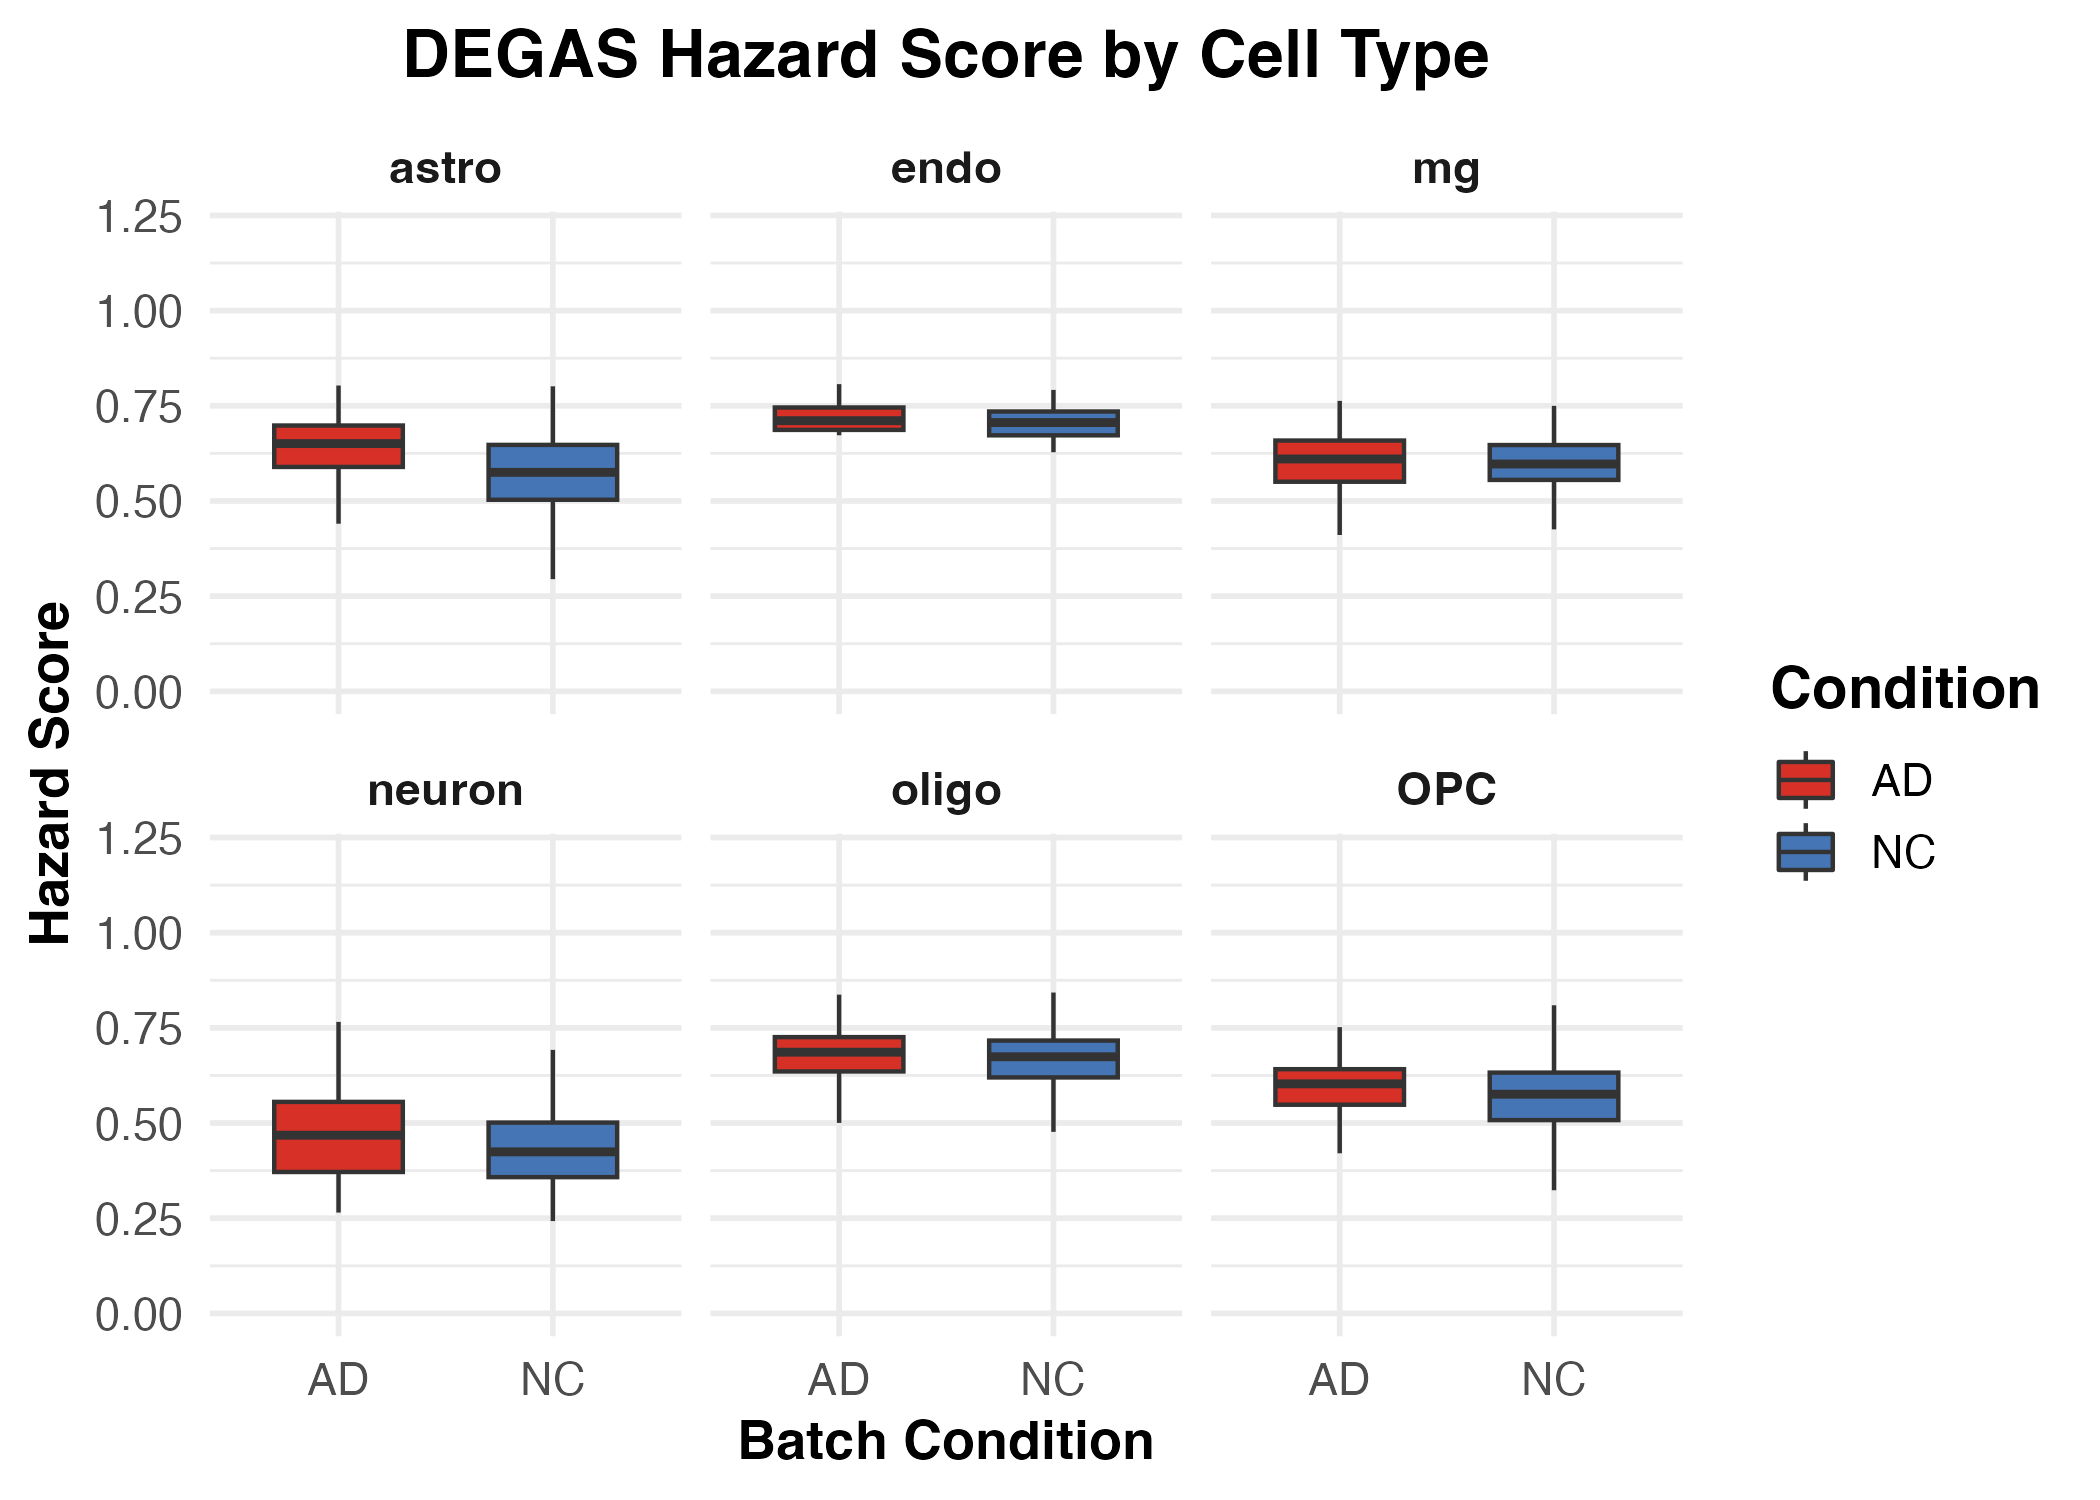 DEGAS Hazard Score by Cell Type
astro endo mg
1.25
1.00
0.75
0.50
0.25
0.00
neuron oligo OPC
1.25
1.00
0.75
0.50
0.25
0.00
Hazard Score
AD NC AD NC AD NC
Batch Condition
Condition
AD
NC